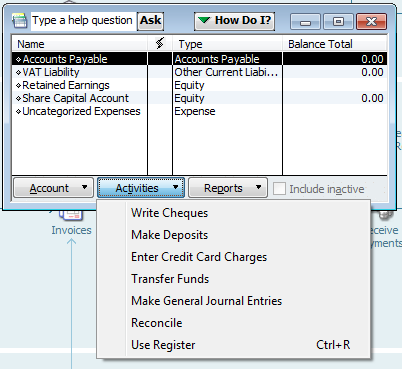 Type a help question Ask How Do I?
Name Type Balance Total
Accounts Payable Accounts Payable 0.00
VAT Liability Other Current Liabi... 0.00
Retained Earnings Equity
Share Capital Account Equity 0.00
Uncategorized Expenses Expense
Account Activities Reports Include inactive
Write Cheques
Make Deposits
Enter Credit Card Charges
Transfer Funds
Make General Journal Entries
Reconcile
Use Register Ctrl+R
Invoices